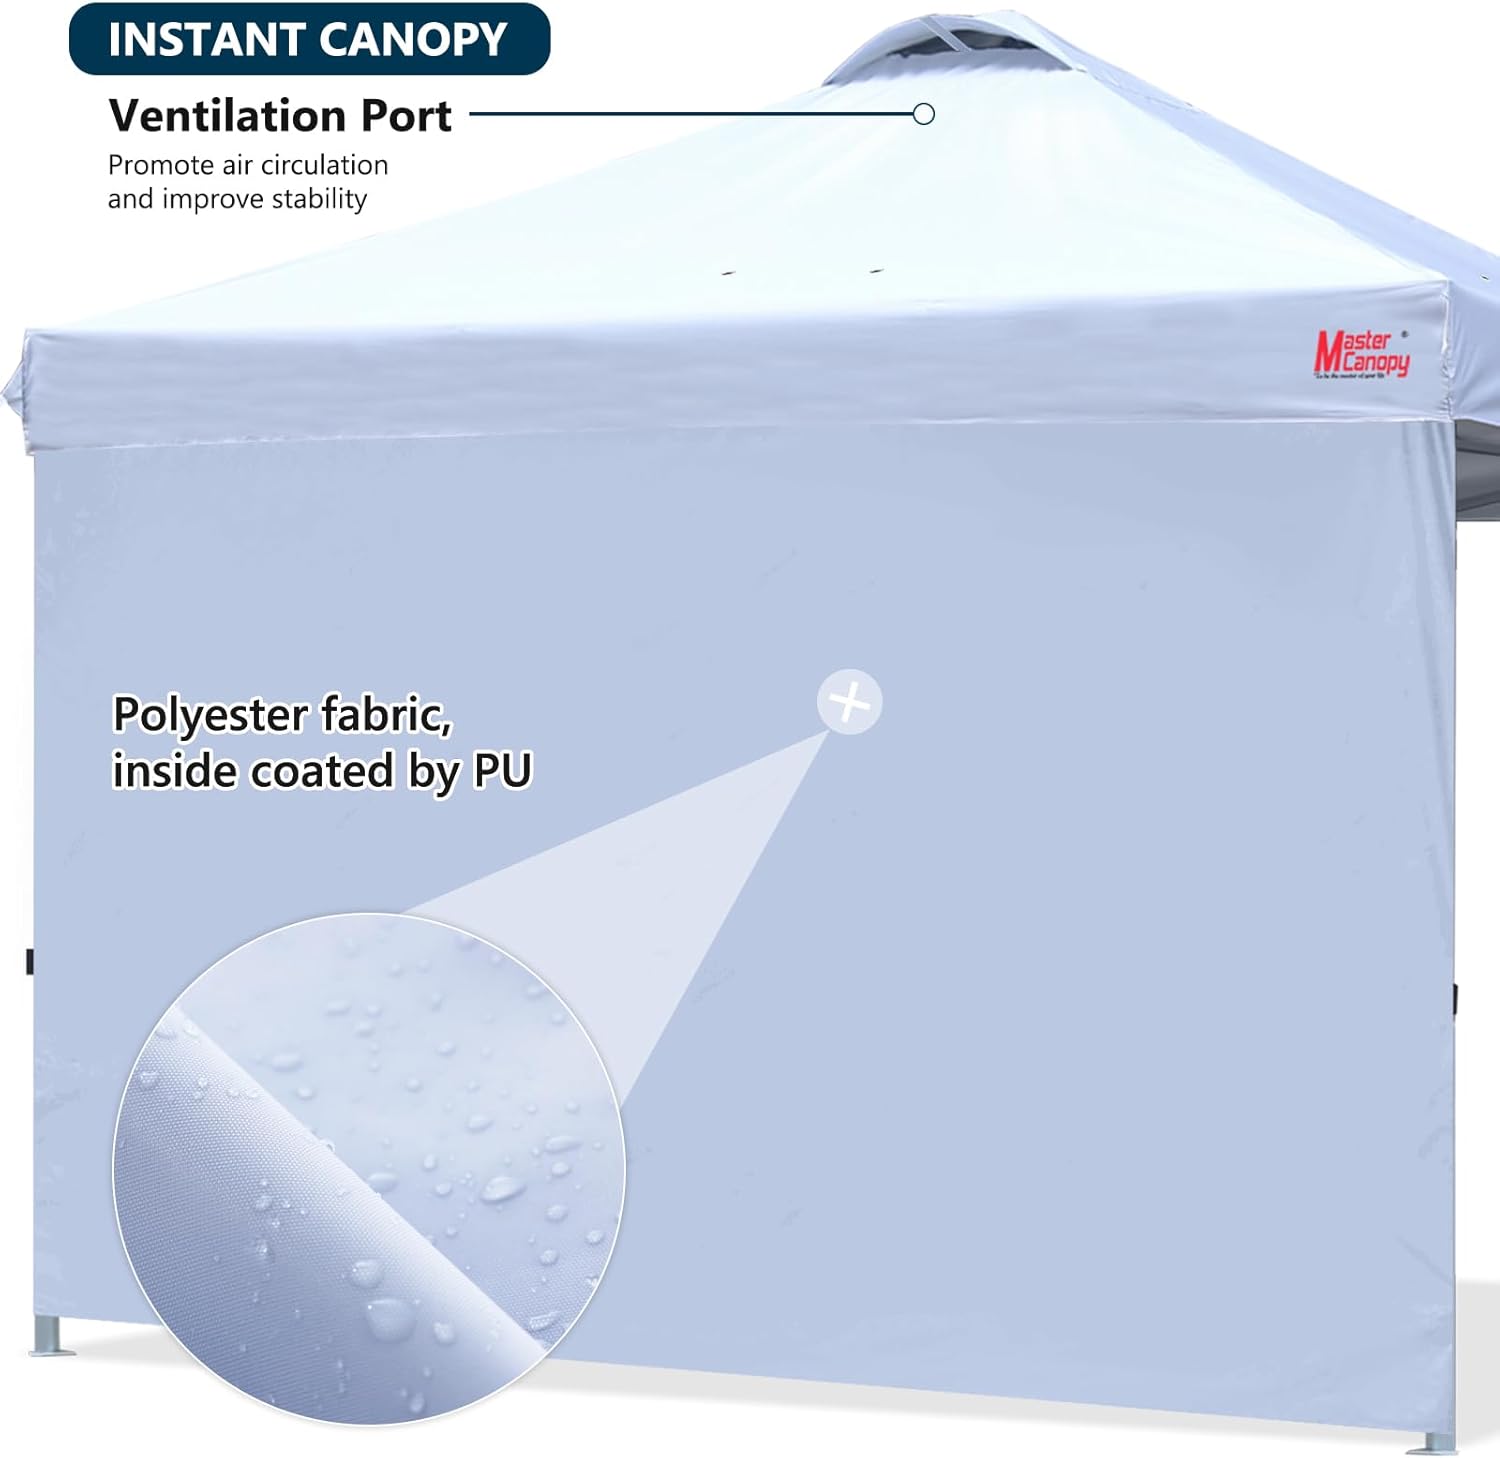 INSTANT CANOPY
Ventilation Port
Promote air circulation
and improve stability
Master ®
Canopy
Polyester fabric,
inside coated by PU